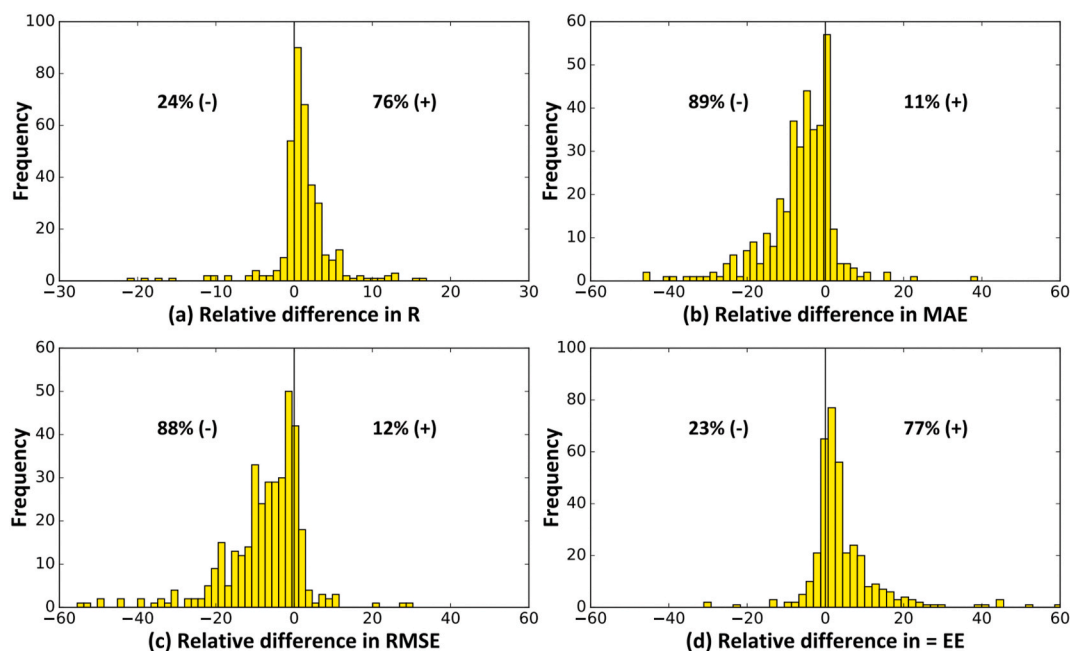 100
80
60
40
20
0
Frequency
24% (-)
76% (+)
−30 −20 −10 0 10 20 30
(a) Relative difference in R
60
50
40
30
20
10
0
Frequency
89% (-)
11% (+)
−60 −40 −20 0 20 40 60
(b) Relative difference in MAE
60
50
40
30
20
10
0
Frequency
88% (-)
12% (+)
−60 −40 −20 0 20 40 60
(c) Relative difference in RMSE
100
80
60
40
20
0
Frequency
23% (-)
77% (+)
−60 −40 −20 0 20 40 60
(d) Relative difference in = EE